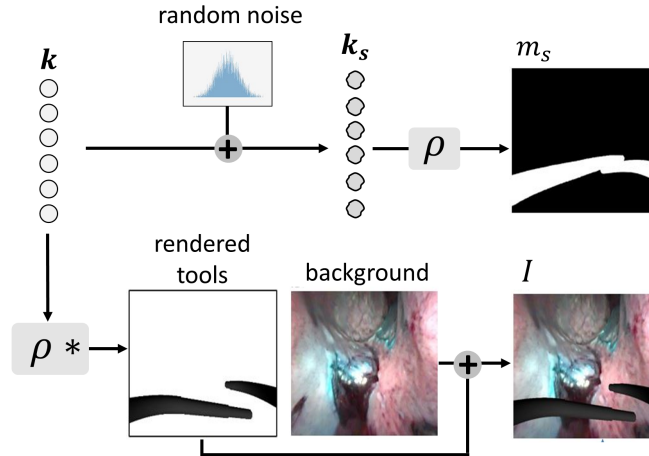 random noise
k
kₛ
mₛ
+
ρ
rendered
tools
background
I
ρ *
+